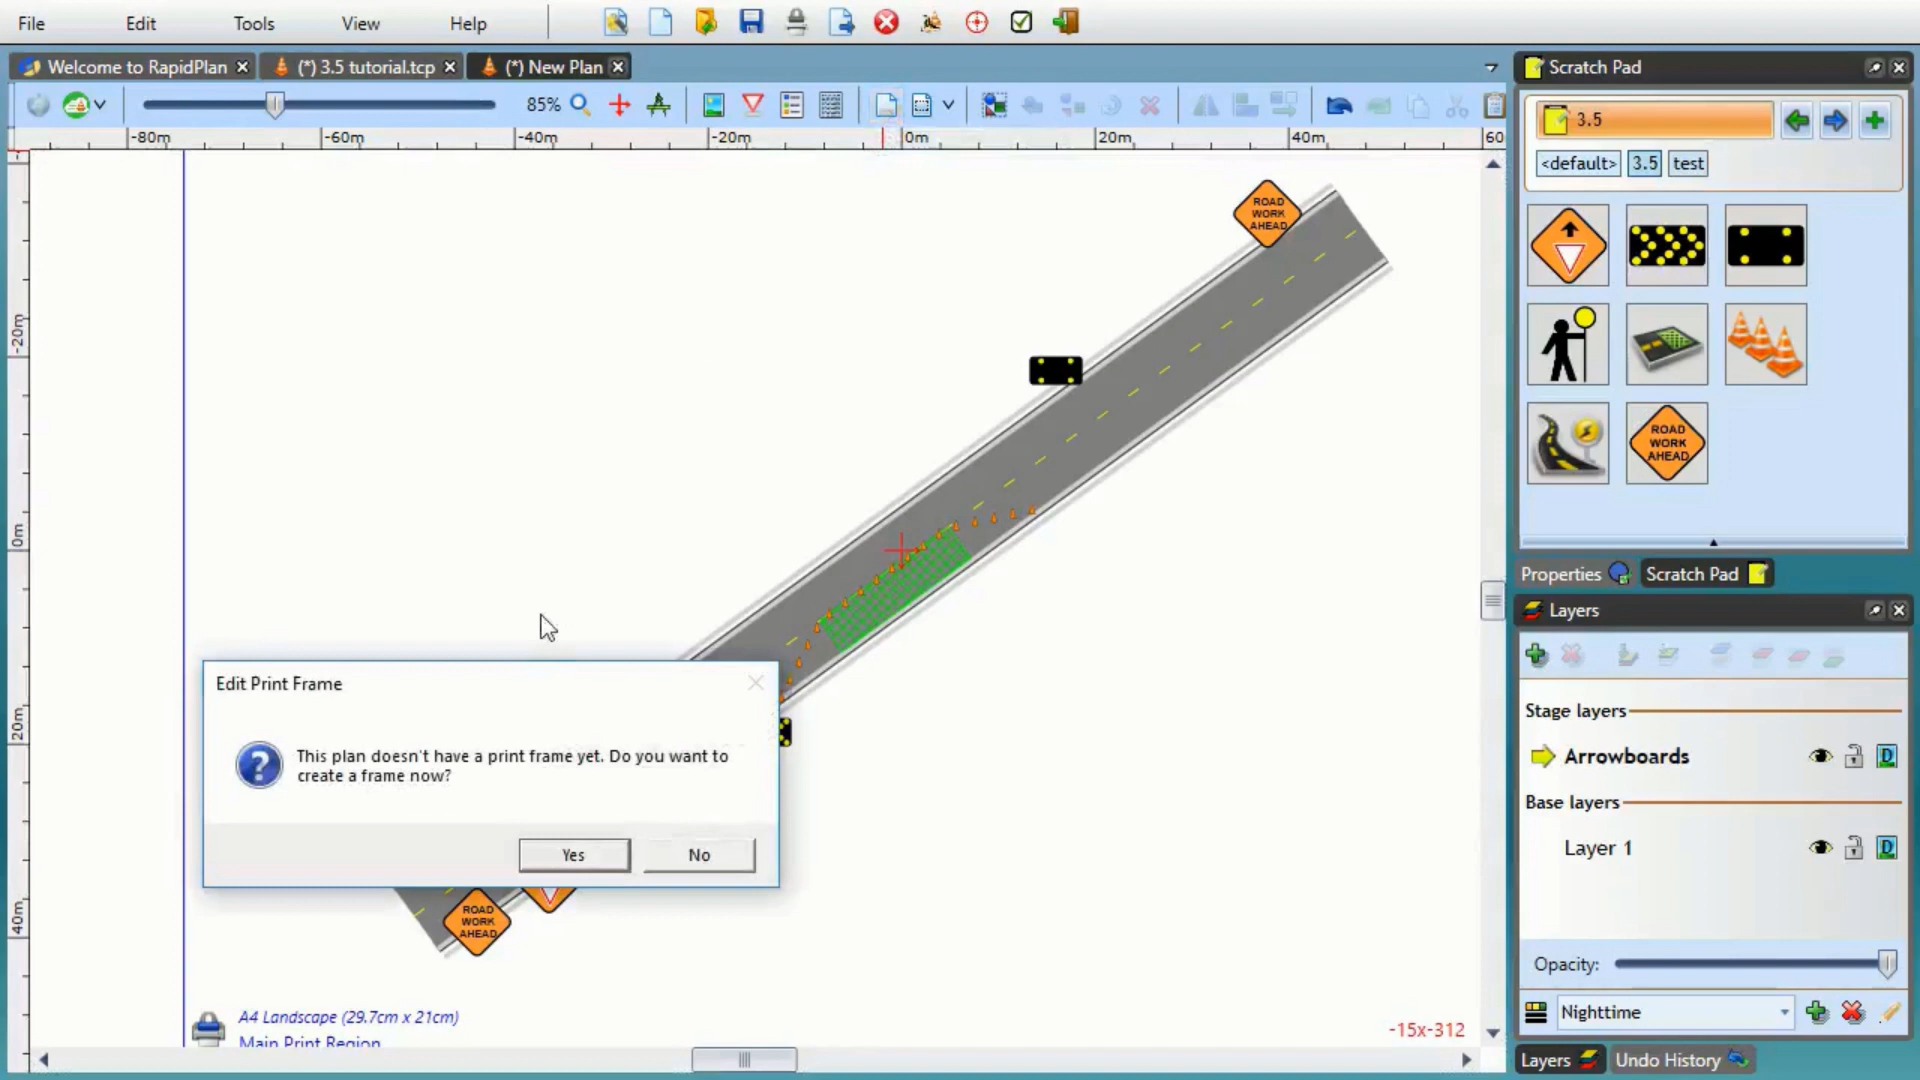 File Edit Tools View Help
Welcome to RapidPlan (*) 3.5 tutorial.tcp (*) New Plan
85%
-80m -60m -40m -20m 0m 20m 40m 60
-20m
0m
20m
40m
ROAD
WORK
AHEAD
Edit Print Frame
This plan doesn't have a print frame yet. Do you want to
create a frame now?
Yes No
ROAD
WORK
AHEAD
A4 Landscape (29.7cm x 21cm)
Main Print Region
-15x-312
Scratch Pad
3.5
<default> 3.5 test
ROAD
WORK
AHEAD
Properties Scratch Pad
Layers
Stage layers
Arrowboards D
Base layers
Layer 1 D
Opacity:
Nighttime
Layers Undo History